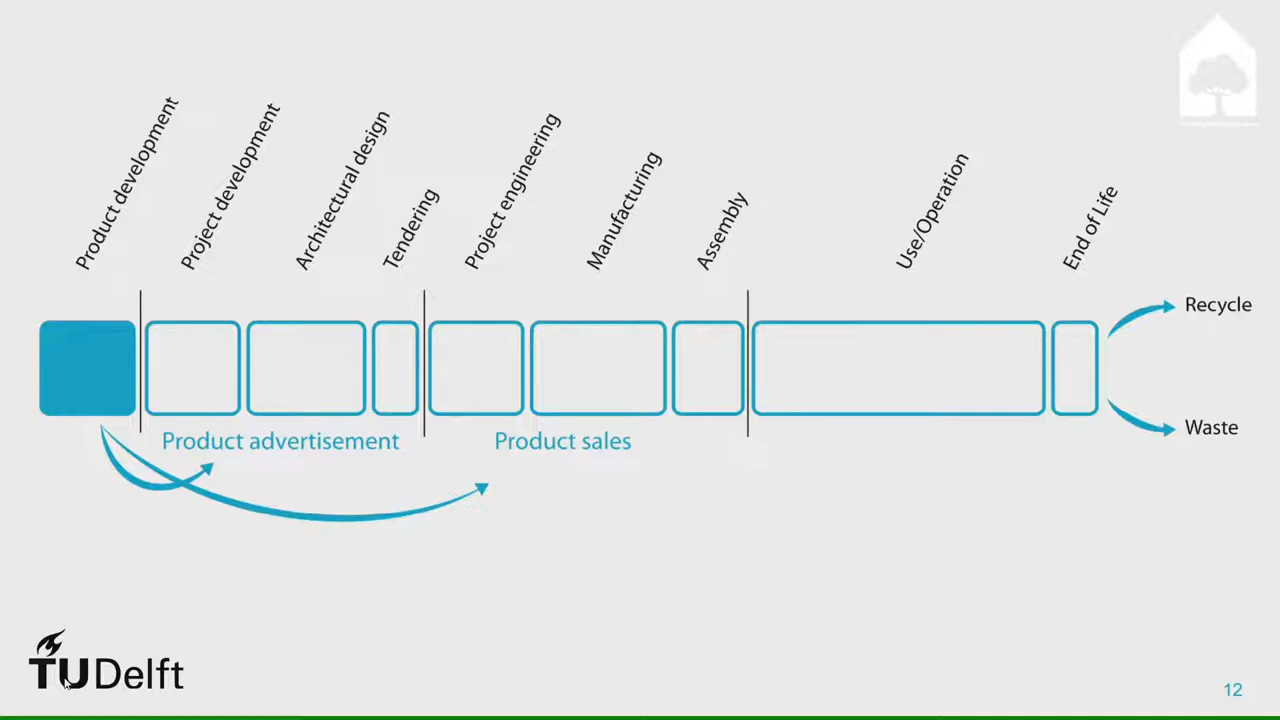 Product development
Project development
Architectural design
Tendering
Project engineering
Manufacturing
Assembly
Use/Operation
End of Life
Recycle
Waste
Product advertisement
Product sales
TUDelft
12